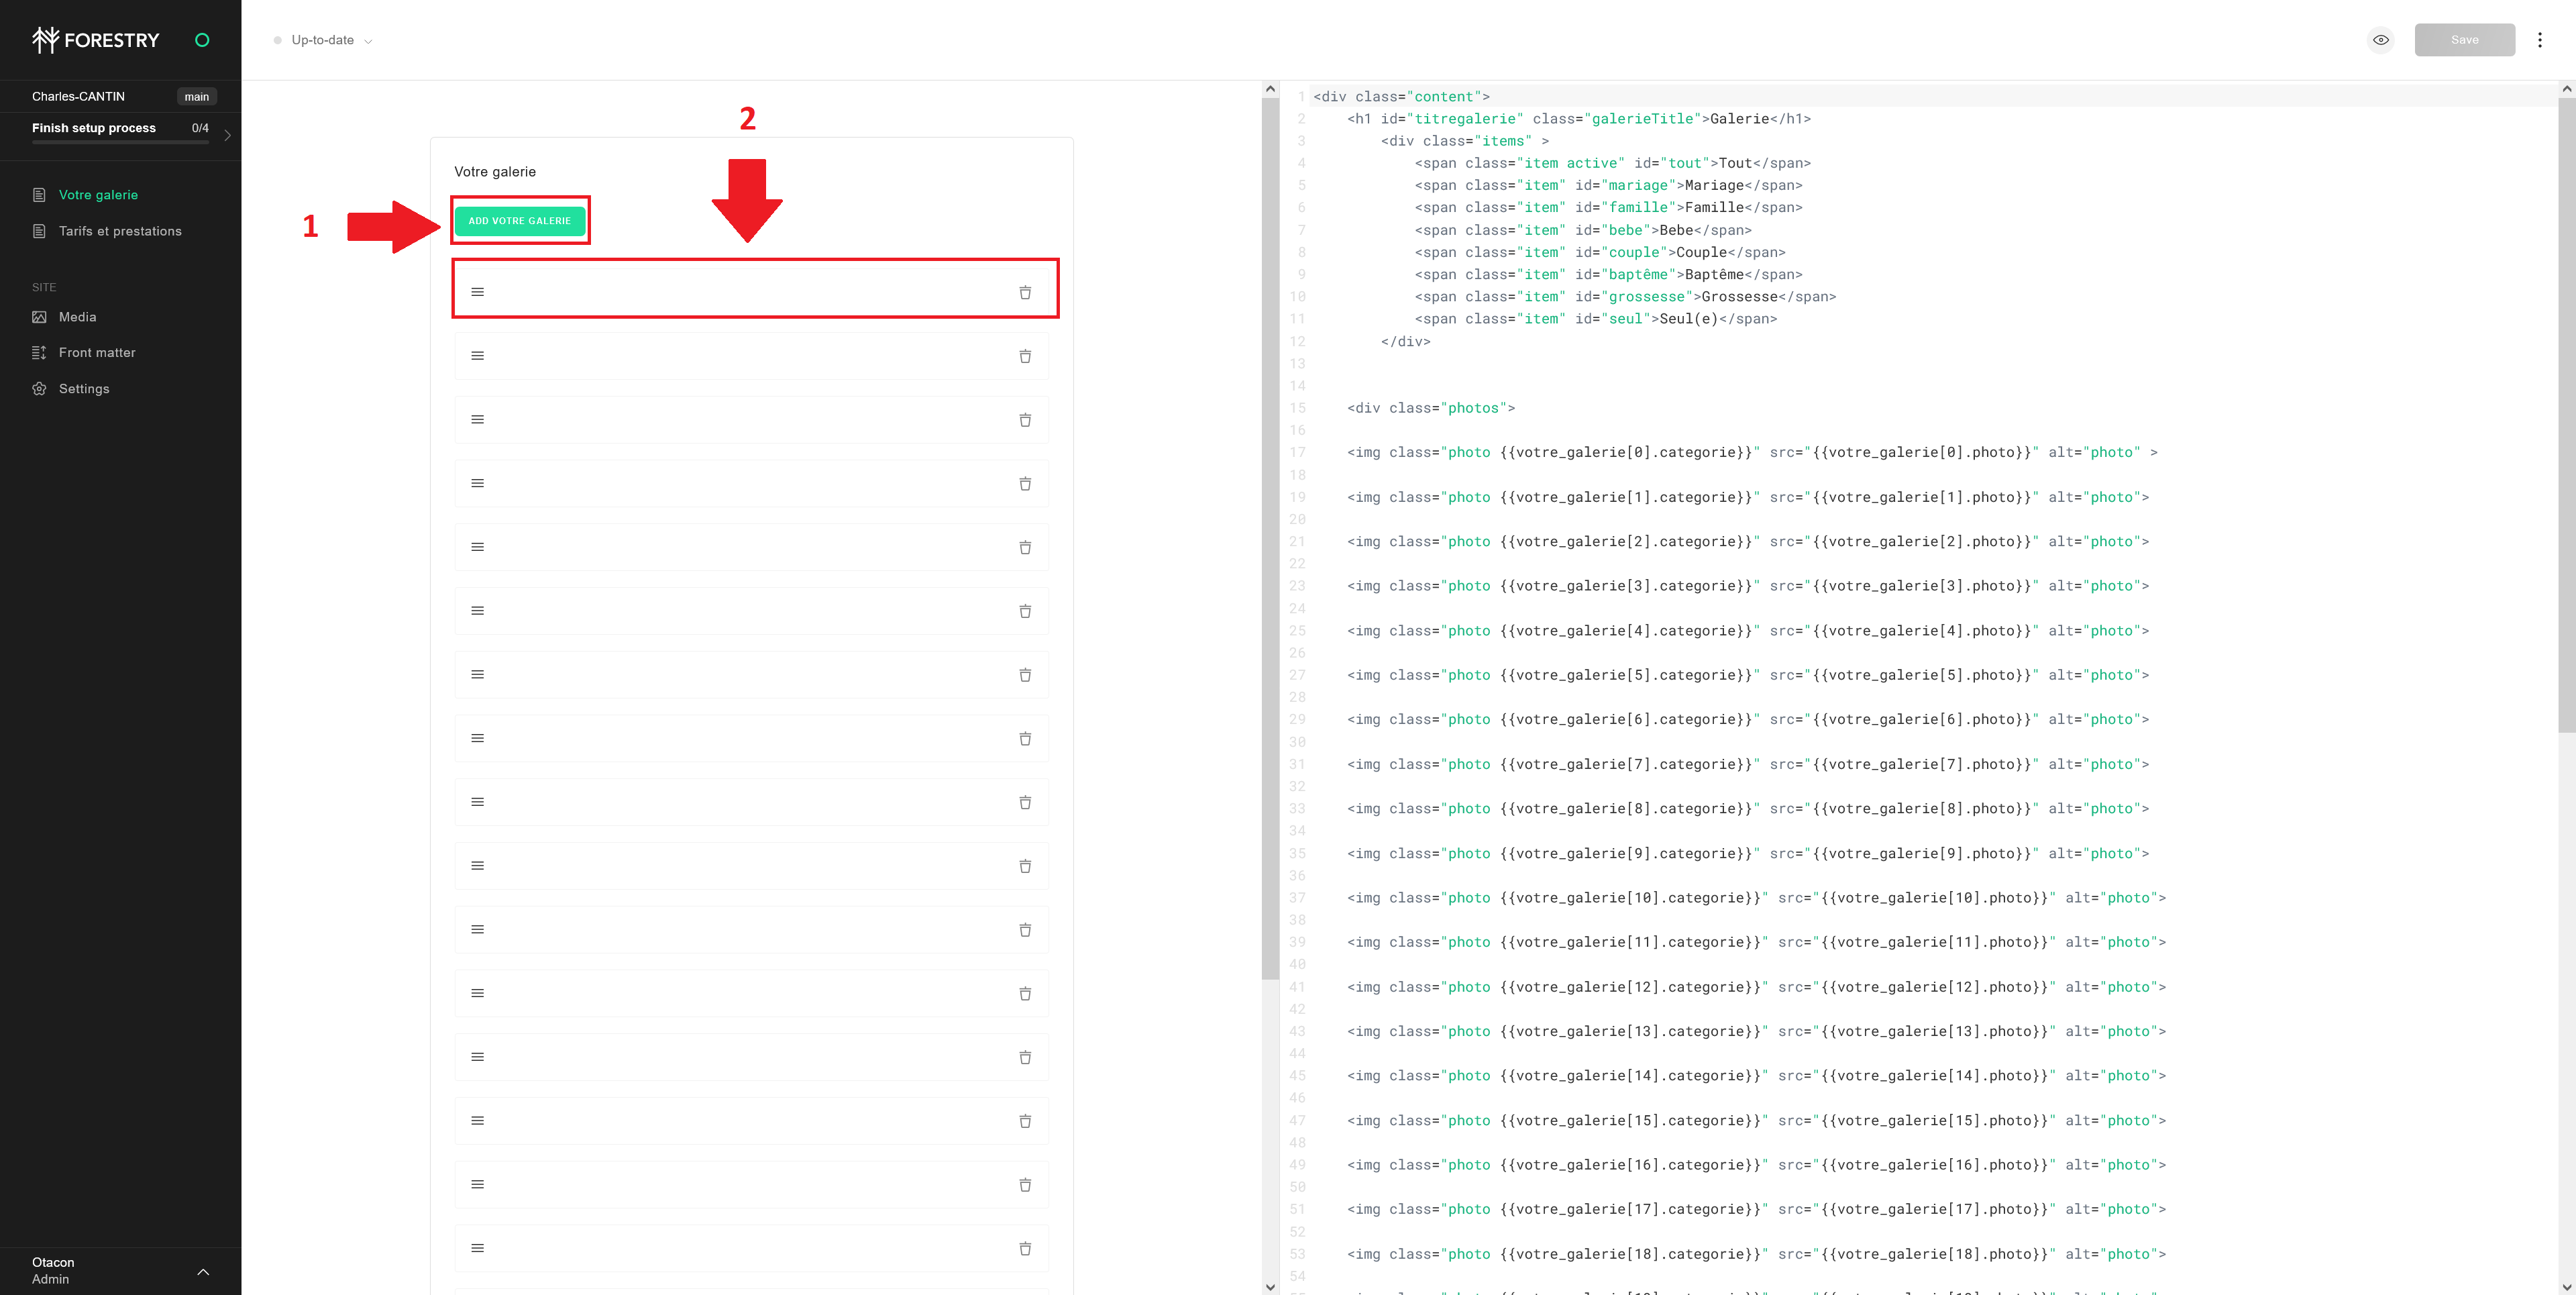 FORESTRY
Charles-CANTIN
main
Finish setup process
0/4
Votre galerie
Tarifs et prestations
SITE
Media
Front matter
Settings
Otacon
Admin
Up-to-date
Save
2
Votre galerie
1
ADD VOTRE GALERIE
1 <div class="content">
2 <h1 id="titregalerie" class="galerieTitle">Galerie</h1>
3 <div class="items" >
4 <span class="item active" id="tout">Tout</span>
5 <span class="item" id="mariage">Mariage</span>
6 <span class="item" id="famille">Famille</span>
7 <span class="item" id="bebe">Bebe</span>
8 <span class="item" id="couple">Couple</span>
9 <span class="item" id="baptême">Baptême</span>
10 <span class="item" id="grossesse">Grossesse</span>
11 <span class="item" id="seul">Seul(e)</span>
12 </div>
13
14
15 <div class="photos">
16
17 <img class="photo {{votre_galerie[0].categorie}}" src="{{votre_galerie[0].photo}}" alt="photo" >
18
19 <img class="photo {{votre_galerie[1].categorie}}" src="{{votre_galerie[1].photo}}" alt="photo">
20
21 <img class="photo {{votre_galerie[2].categorie}}" src="{{votre_galerie[2].photo}}" alt="photo">
22
23 <img class="photo {{votre_galerie[3].categorie}}" src="{{votre_galerie[3].photo}}" alt="photo">
24
25 <img class="photo {{votre_galerie[4].categorie}}" src="{{votre_galerie[4].photo}}" alt="photo">
26
27 <img class="photo {{votre_galerie[5].categorie}}" src="{{votre_galerie[5].photo}}" alt="photo">
28
29 <img class="photo {{votre_galerie[6].categorie}}" src="{{votre_galerie[6].photo}}" alt="photo">
30
31 <img class="photo {{votre_galerie[7].categorie}}" src="{{votre_galerie[7].photo}}" alt="photo">
32
33 <img class="photo {{votre_galerie[8].categorie}}" src="{{votre_galerie[8].photo}}" alt="photo">
34
35 <img class="photo {{votre_galerie[9].categorie}}" src="{{votre_galerie[9].photo}}" alt="photo">
36
37 <img class="photo {{votre_galerie[10].categorie}}" src="{{votre_galerie[10].photo}}" alt="photo">
38
39 <img class="photo {{votre_galerie[11].categorie}}" src="{{votre_galerie[11].photo}}" alt="photo">
40
41 <img class="photo {{votre_galerie[12].categorie}}" src="{{votre_galerie[12].photo}}" alt="photo">
42
43 <img class="photo {{votre_galerie[13].categorie}}" src="{{votre_galerie[13].photo}}" alt="photo">
44
45 <img class="photo {{votre_galerie[14].categorie}}" src="{{votre_galerie[14].photo}}" alt="photo">
46
47 <img class="photo {{votre_galerie[15].categorie}}" src="{{votre_galerie[15].photo}}" alt="photo">
48
49 <img class="photo {{votre_galerie[16].categorie}}" src="{{votre_galerie[16].photo}}" alt="photo">
50
51 <img class="photo {{votre_galerie[17].categorie}}" src="{{votre_galerie[17].photo}}" alt="photo">
52
53 <img class="photo {{votre_galerie[18].categorie}}" src="{{votre_galerie[18].photo}}" alt="photo">
54